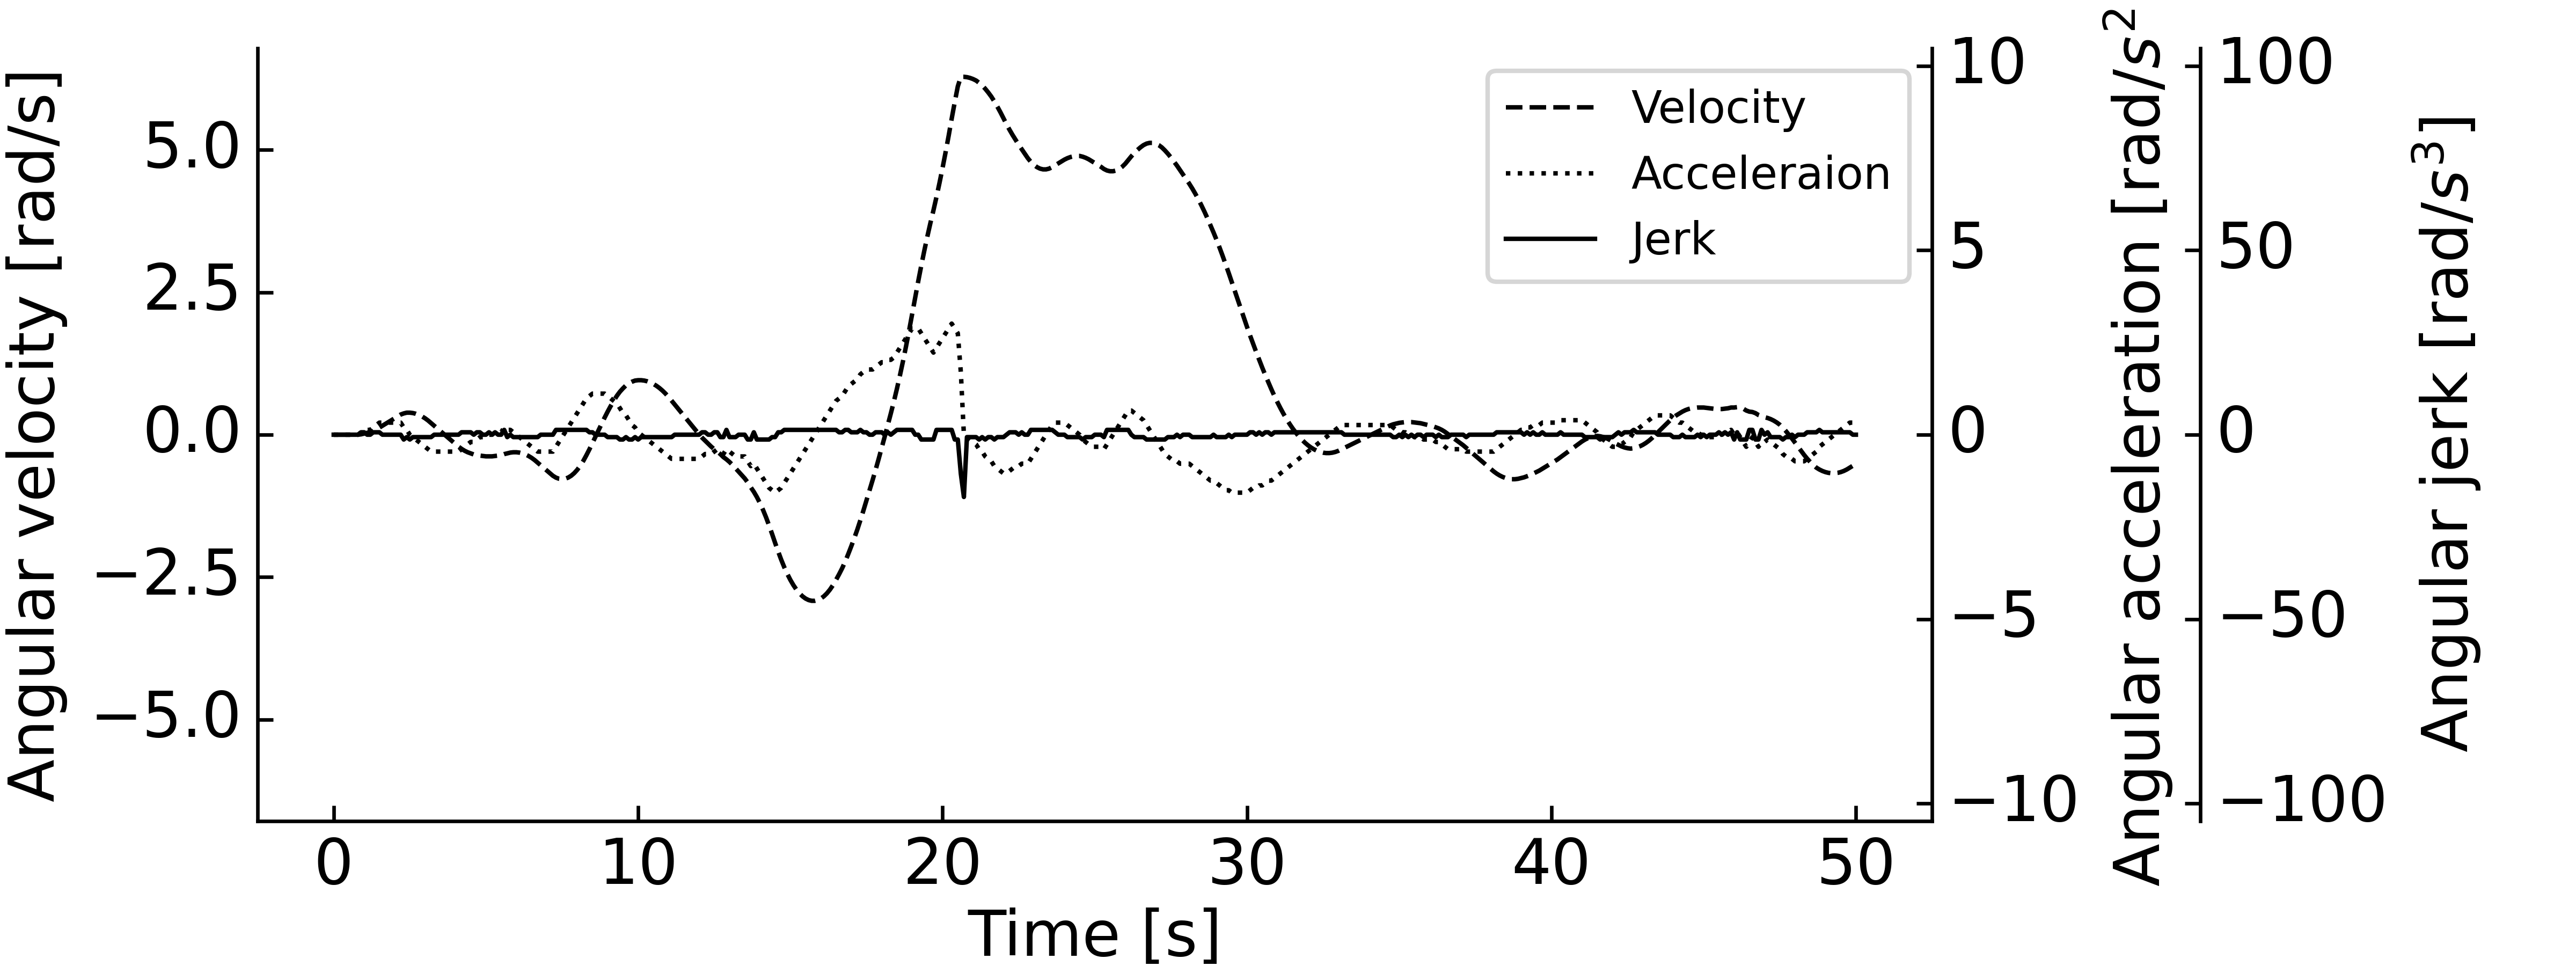 Angular velocity [rad/s]
5.0
2.5
0.0
−2.5
−5.0
Velocity
Acceleraion
Jerk
10
5
0
−5
−10
Angular acceleration [rad/s²
100
50
0
−50
−100
Angular jerk [rad/s³]
0 10 20 30 40 50
Time [s]